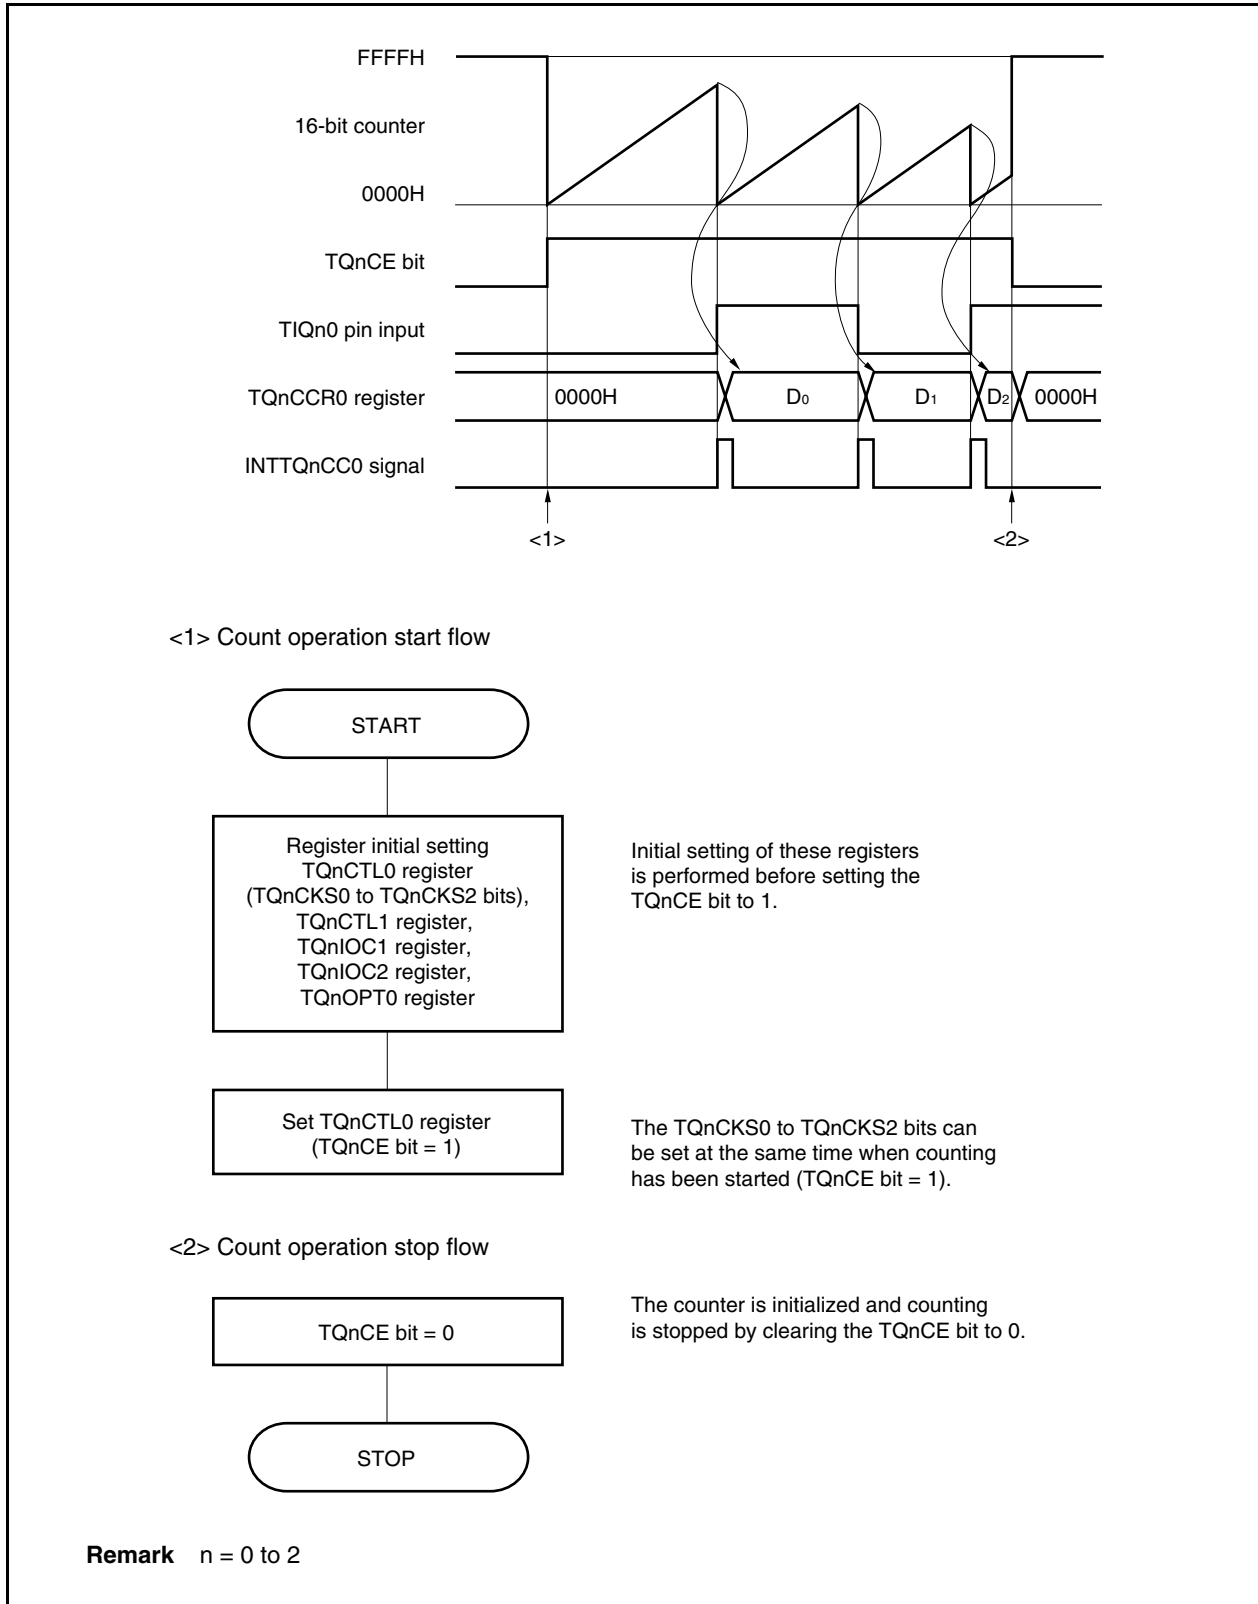 FFFFH
16-bit counter
0000H
TQnCE bit
TIQn0 pin input
TQnCCR0 register
0000H D0 D1 D2 0000H
INTTQnCC0 signal
<1> <2>
<1> Count operation start flow
START
Register initial setting
TQnCTL0 register
(TQnCKS0 to TQnCKS2 bits),
TQnCTL1 register,
TQnIOC1 register,
TQnIOC2 register,
TQnOPT0 register
Initial setting of these registers
is performed before setting the
TQnCE bit to 1.
Set TQnCTL0 register
(TQnCE bit = 1)
The TQnCKS0 to TQnCKS2 bits can
be set at the same time when counting
has been started (TQnCE bit = 1).
<2> Count operation stop flow
TQnCE bit = 0
The counter is initialized and counting
is stopped by clearing the TQnCE bit to 0.
STOP
Remark n = 0 to 2